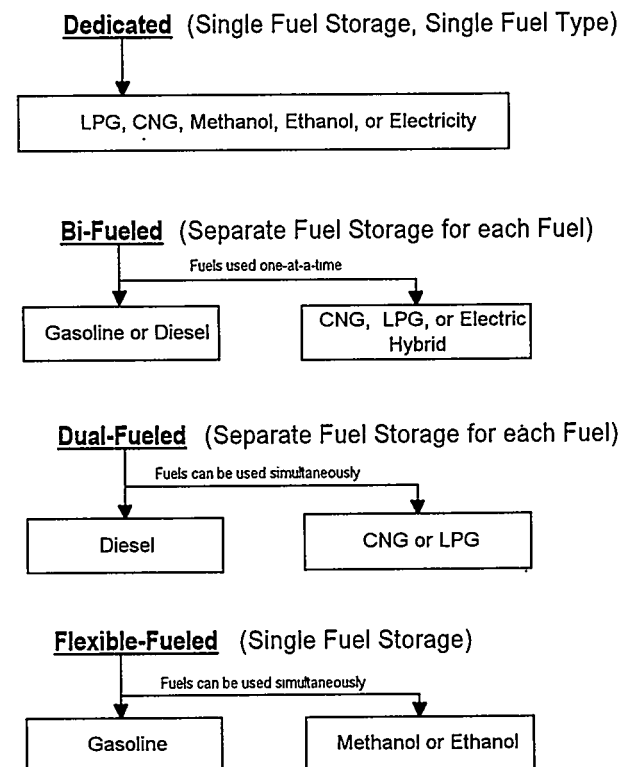 Dedicated (Single Fuel Storage, Single Fuel Type)
LPG, CNG, Methanol, Ethanol, or Electricity
Bi-Fueled (Separate Fuel Storage for each Fuel)
Fuels used one-at-a-time
Gasoline or Diesel
CNG, LPG, or Electric
Hybrid
Dual-Fueled (Separate Fuel Storage for each Fuel)
Fuels can be used simultaneously
Diesel
CNG or LPG
Flexible-Fueled (Single Fuel Storage)
Fuels can be used simultaneously
Gasoline
Methanol or Ethanol